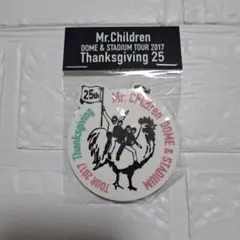 Mr.Children
DOME & STADIUM TOUR 2017
Thanksgiving 25
25th
TOUR 2017 Thanksgiving
Mr. Children DOME & STADIUM